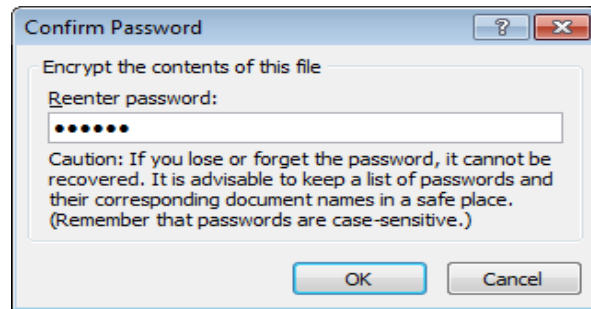 Confirm Password
Encrypt the contents of this file
Reenter password:
••••••
Caution: If you lose or forget the password, it cannot be
recovered. It is advisable to keep a list of passwords and
their corresponding document names in a safe place.
(Remember that passwords are case-sensitive.)
OK Cancel